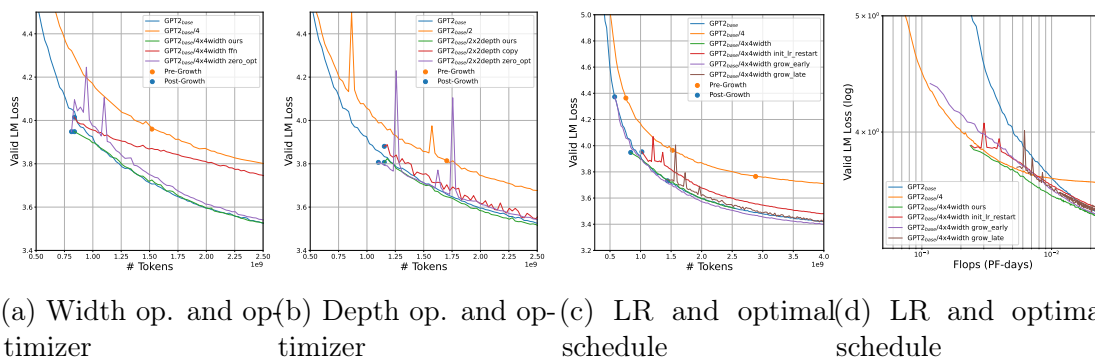 GPT2base
GPT2base/4
GPT2base/4x4width ours
GPT2base/4x4width ffn
GPT2base/4x4width zero_opt
Pre-Growth
Post-Growth
4.4
4.2
4.0
3.8
3.6
3.4
Valid LM Loss
0.50 0.75 1.00 1.25 1.50 1.75 2.00 2.25 2.50
# Tokens
1e9
GPT2base
GPT2base/2
GPT2base/2x2depth ours
GPT2base/2x2depth copy
GPT2base/2x2depth zero_opt
Pre-Growth
Post-Growth
4.4
4.2
4.0
3.8
3.6
3.4
Valid LM Loss
0.50 0.75 1.00 1.25 1.50 1.75 2.00 2.25 2.50
# Tokens
1e9
GPT2base
GPT2base/4
GPT2base/4x4width
GPT2base/4x4width init_lr_restart
GPT2base/4x4width grow_early
GPT2base/4x4width grow_late
Pre-Growth
Post-Growth
5.0
4.8
4.6
4.4
4.2
4.0
3.8
3.6
3.4
3.2
Valid LM Loss
0.5 1.0 1.5 2.0 2.5 3.0 3.5 4.0
# Tokens
1e9
5 × 10⁰
4 × 10⁰
Valid LM Loss (log)
GPT2base
GPT2base/4
GPT2base/4x4width ours
GPT2base/4x4width init_lr_restart
GPT2base/4x4width grow_early
GPT2base/4x4width grow_late
10⁻³ 10⁻²
Flops (PF-days)
(a) Width op. and op-
timizer
(b) Depth op. and op-
timizer
(c) LR and optimal
schedule
(d) LR and optima
schedule